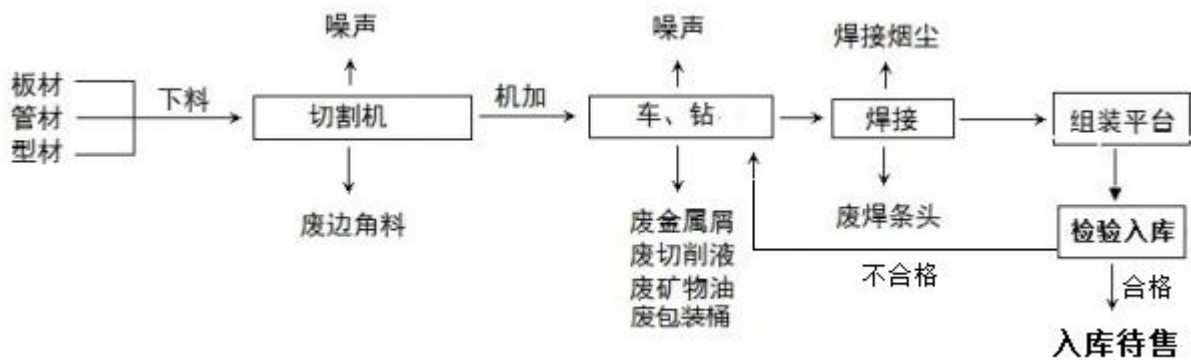 噪声
噪声
焊接烟尘
板材
管材
型材
下料
切割机
机加
车、钻
焊接
组装平台
废边角料
废金属屑
废切削液
废矿物油
废包装桶
废焊条头
检验入库
不合格
合格
入库待售